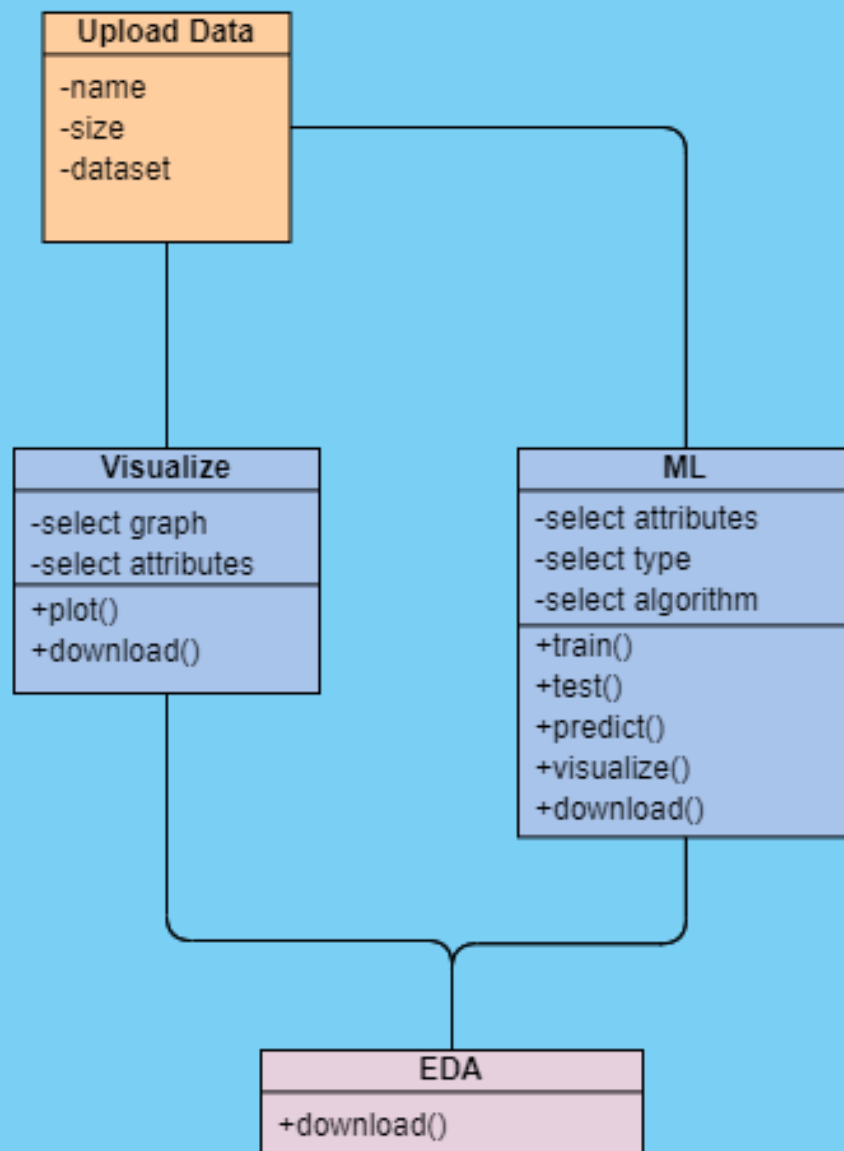 Upload Data
-name
-size
-dataset
Visualize
-select graph
-select attributes
+plot()
+download()
ML
-select attributes
-select type
-select algorithm
+train()
+test()
+predict()
+visualize()
+download()
EDA
+download()